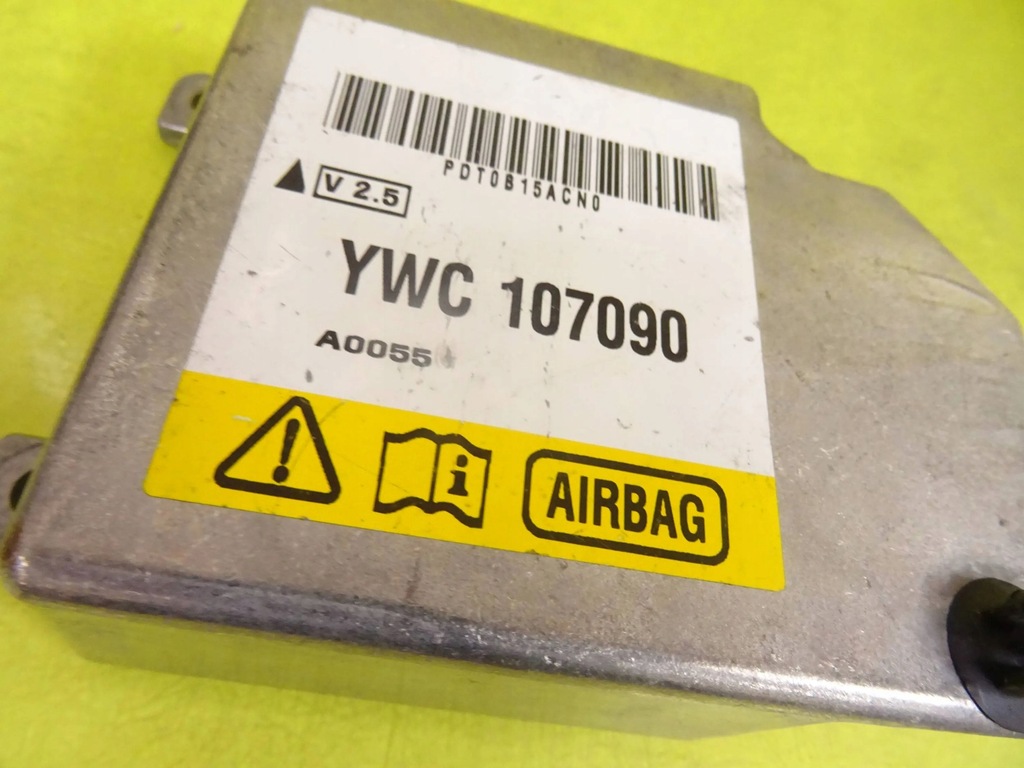 PDT0B15ACN0
V 2.5
YWC 107090
A0055
AIRBAG